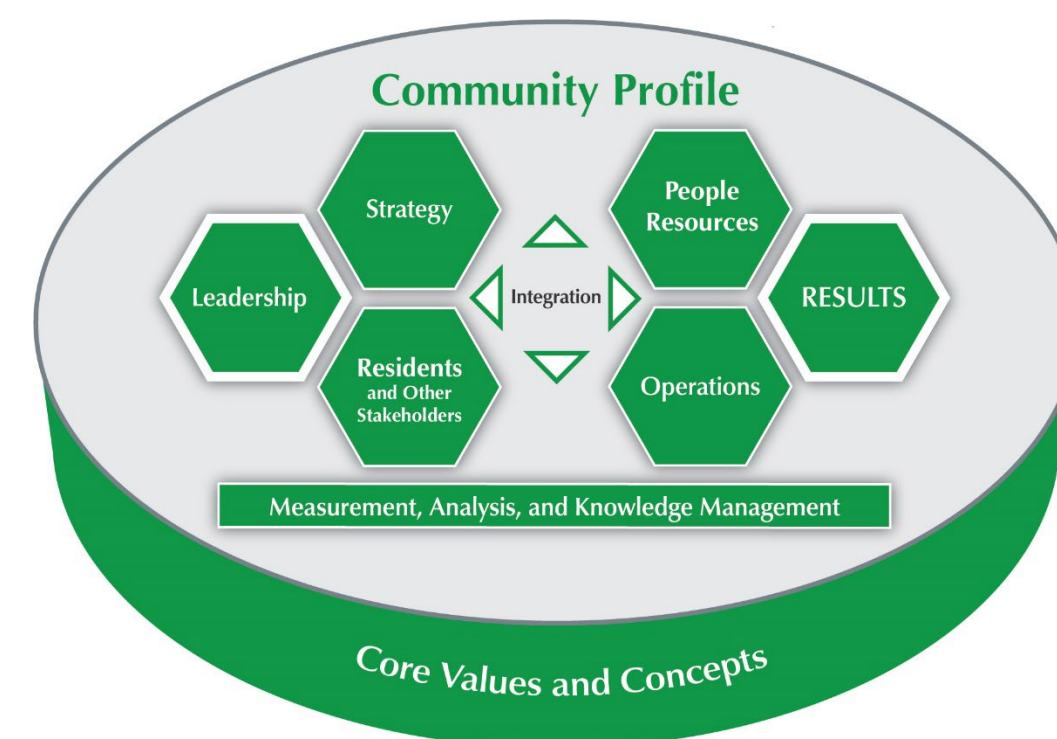 Community Profile
Strategy
People
Resources
Leadership
Integration
RESULTS
Residents
and Other
Stakeholders
Operations
Measurement, Analysis, and Knowledge Management
Core Values and Concepts